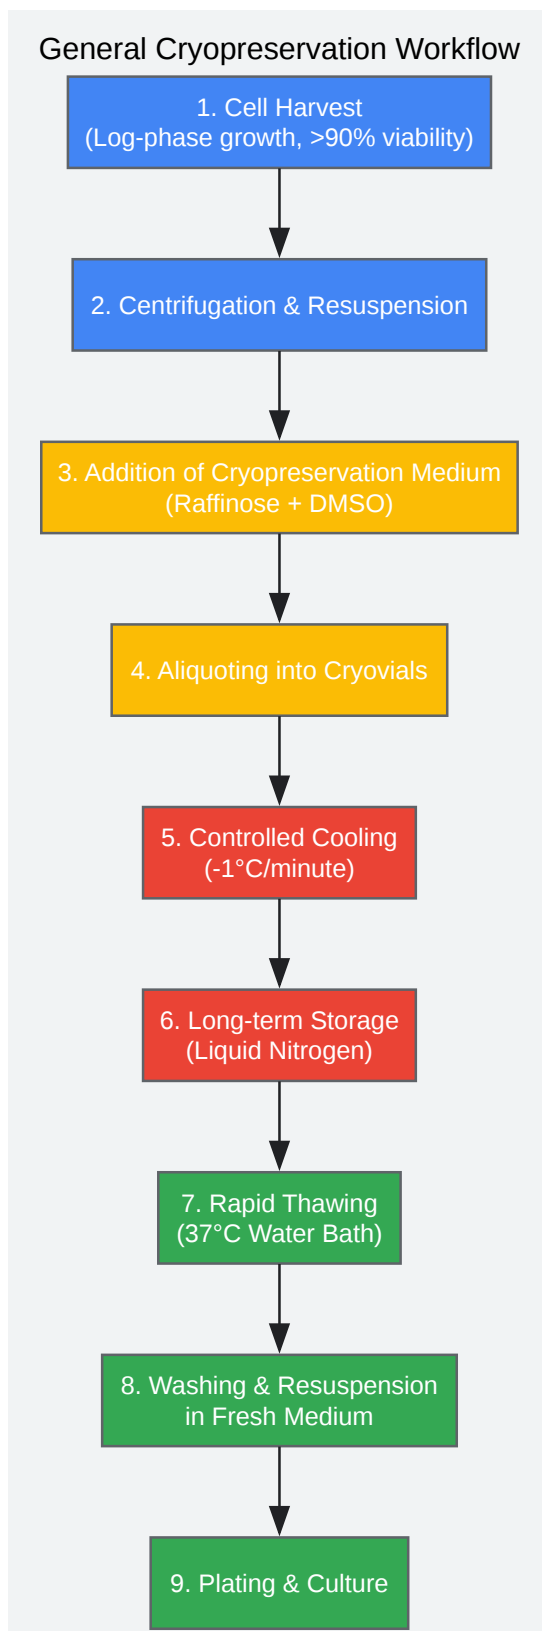 General Cryopreservation Workflow
1. Cell Harvest
(Log-phase growth, >90% viability)
2. Centrifugation & Resuspension
3. Addition of Cryopreservation Medium
(Raffinose + DMSO)
4. Aliquoting into Cryovials
5. Controlled Cooling
(-1°C/minute)
6. Long-term Storage
(Liquid Nitrogen)
7. Rapid Thawing
(37°C Water Bath)
8. Washing & Resuspension
in Fresh Medium
9. Plating & Culture